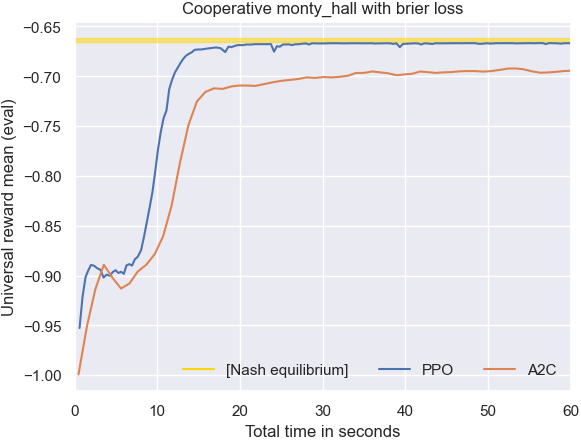 Cooperative monty_hall with brier loss
Universal reward mean (eval)
−0.65
−0.70
−0.75
−0.80
−0.85
−0.90
−0.95
−1.00
[Nash equilibrium]
PPO
A2C
0 10 20 30 40 50 60
Total time in seconds